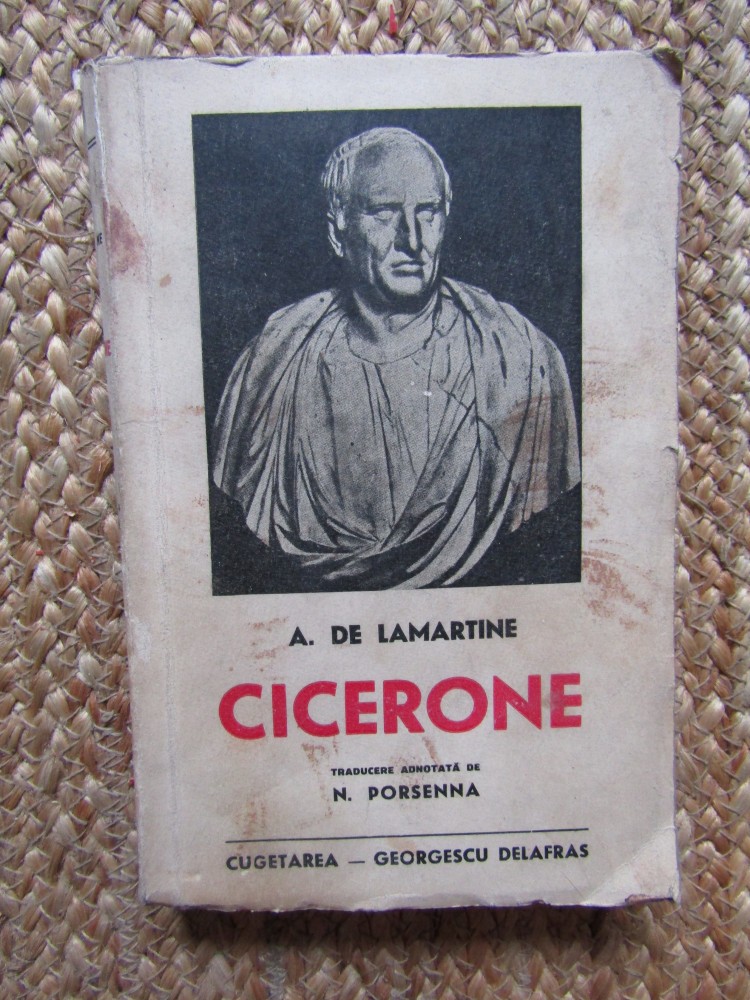 A. DE LAMARTINE
CICERONE
TRADUCERE ADNOTATĂ DE
N. PORSENNA
CUGETAREA — GEORGESCU DELAFRAS